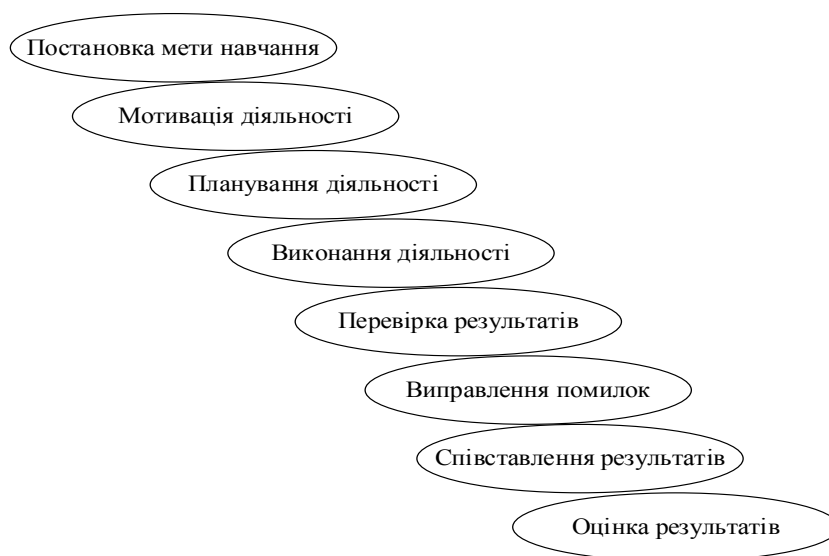 Постановка мети навчання
Мотивація діяльності
Планування діяльності
Виконання діяльності
Перевірка результатів
Виправлення помилок
Співставлення результатів
Оцінка результатів